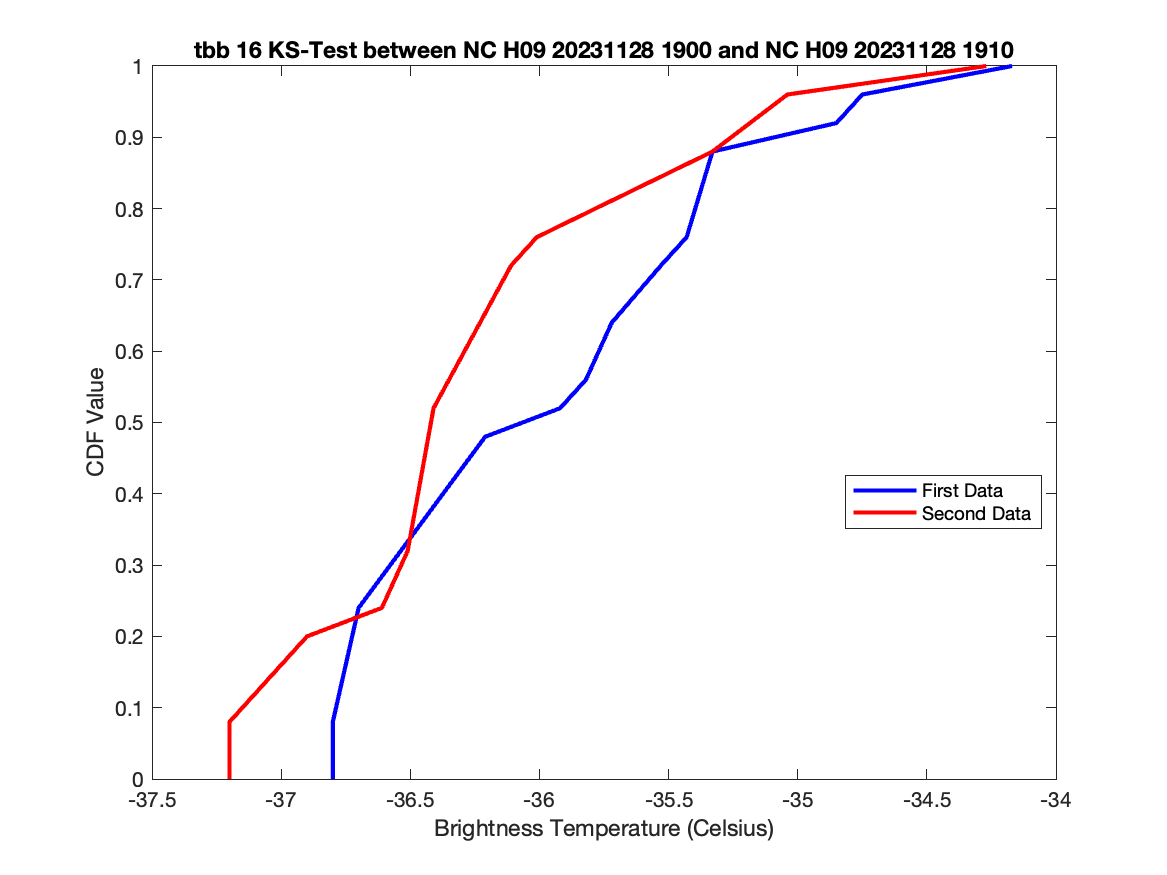 tbb 16 KS-Test between NC H09 20231128 1900 and NC H09 20231128 1910
1
0.9
0.8
0.7
0.6
0.5
0.4
0.3
0.2
0.1
0
CDF Value
First Data
Second Data
-37.5 -37 -36.5 -36 -35.5 -35 -34.5 -34
Brightness Temperature (Celsius)